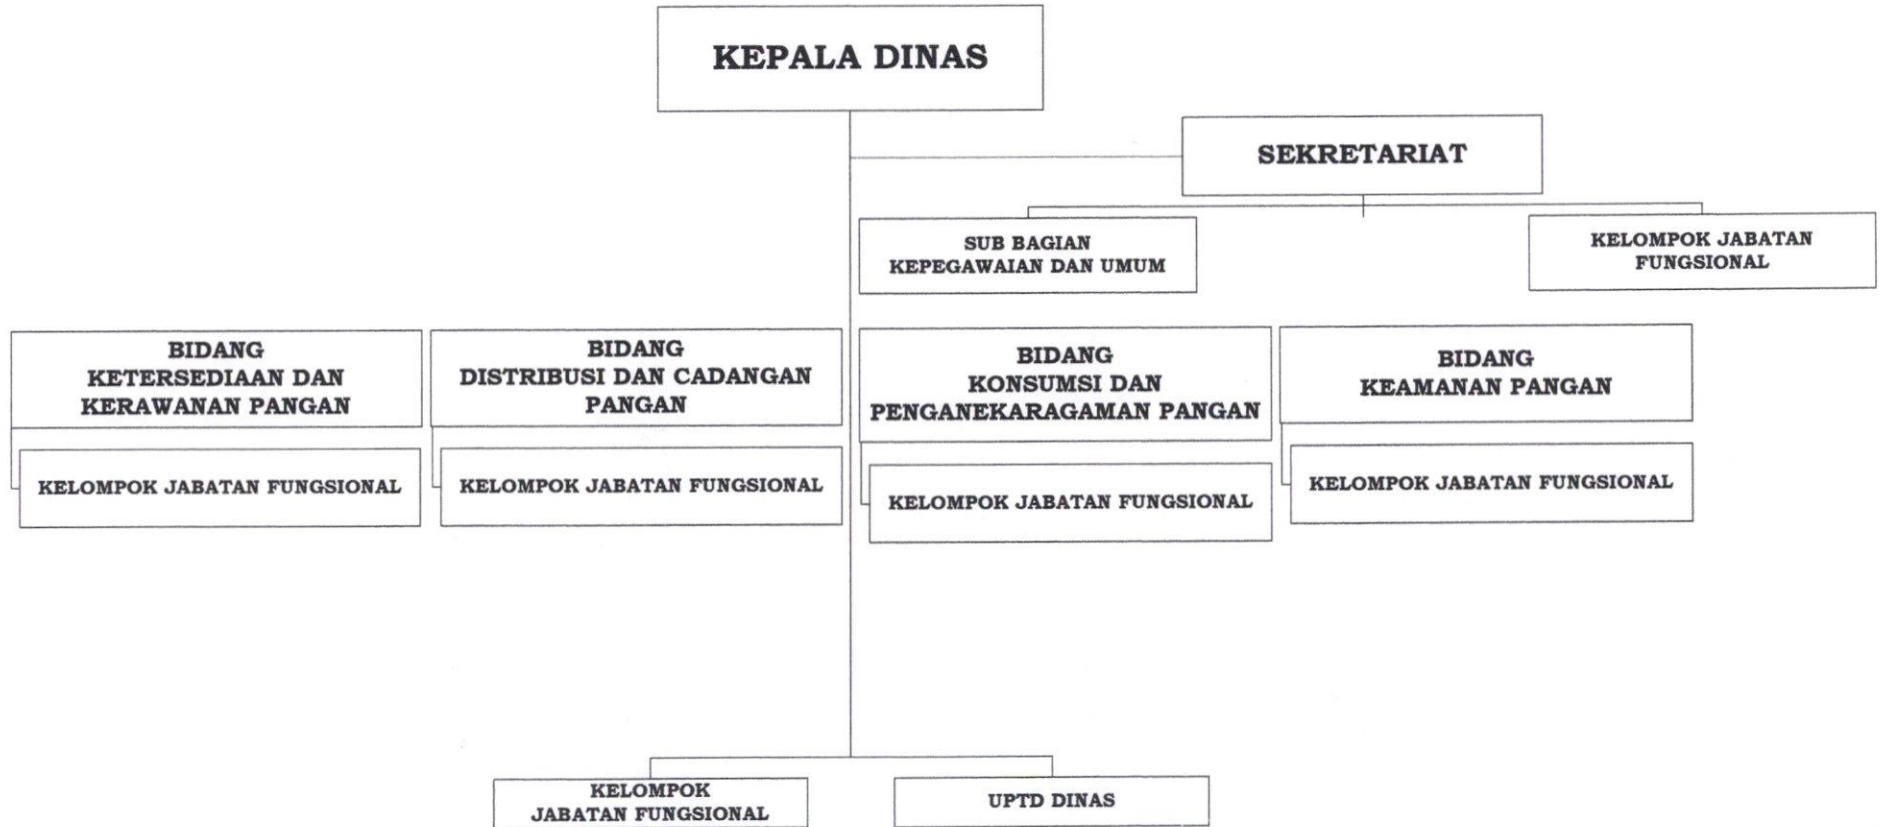 KEPALA DINAS
SEKRETARIAT
SUB BAGIAN
KEPEGAWAIAN DAN UMUM
KELOMPOK JABATAN
FUNGSIONAL
BIDANG
KETERSEDIAAN DAN
KERAWANAN PANGAN
BIDANG
DISTRIBUSI DAN CADANGAN
PANGAN
BIDANG
KONSUMSI DAN
PENGANEKARAGAMAN PANGAN
BIDANG
KEAMANAN PANGAN
KELOMPOK JABATAN FUNGSIONAL
KELOMPOK JABATAN FUNGSIONAL
KELOMPOK JABATAN FUNGSIONAL
KELOMPOK JABATAN FUNGSIONAL
KELOMPOK
JABATAN FUNGSIONAL
UPTD DINAS